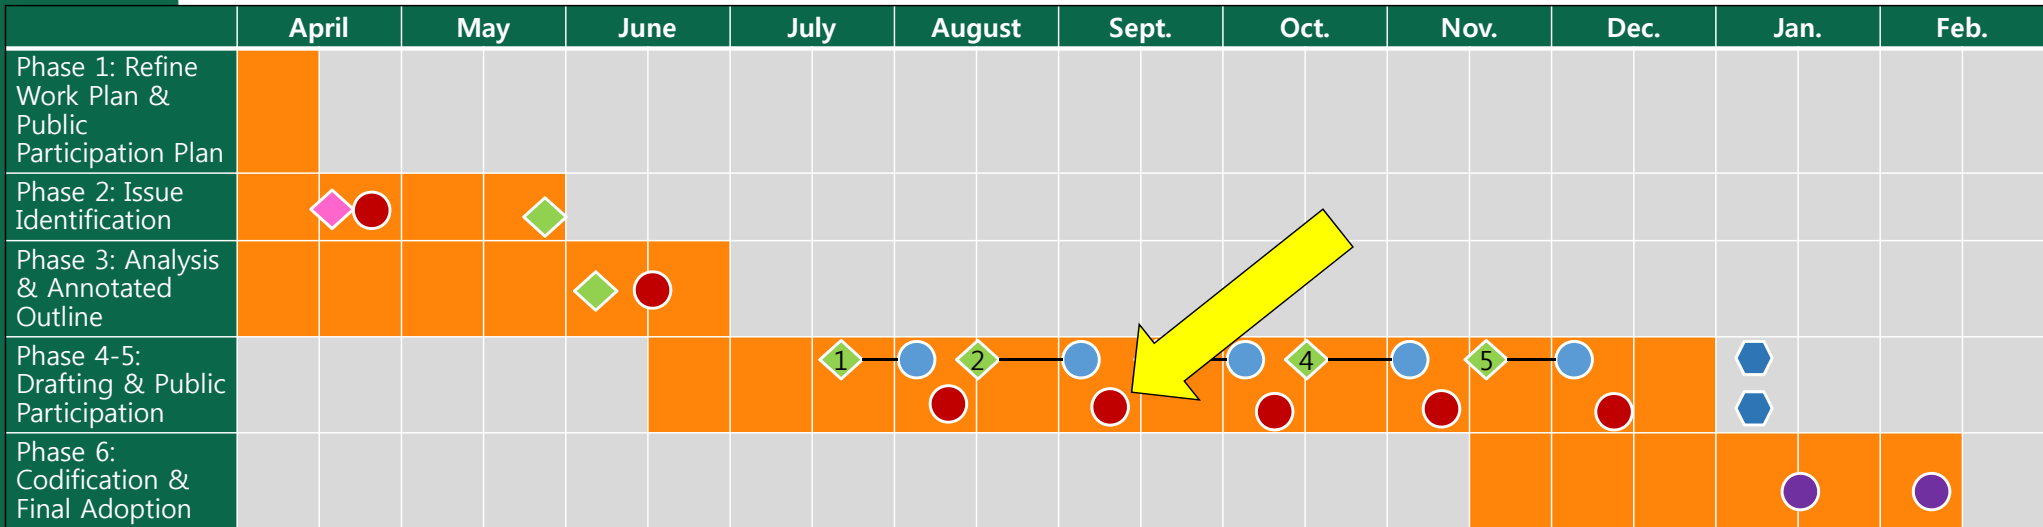 April May June July August Sept. Oct. Nov. Dec. Jan. Feb.
Phase 1: Refine
Work Plan &
Public
Participation Plan
Phase 2: Issue
Identification
Phase 3: Analysis
& Annotated
Outline
Phase 4-5:
Drafting & Public
Participation
1 2 4 5
Phase 6:
Codification &
Final Adoption